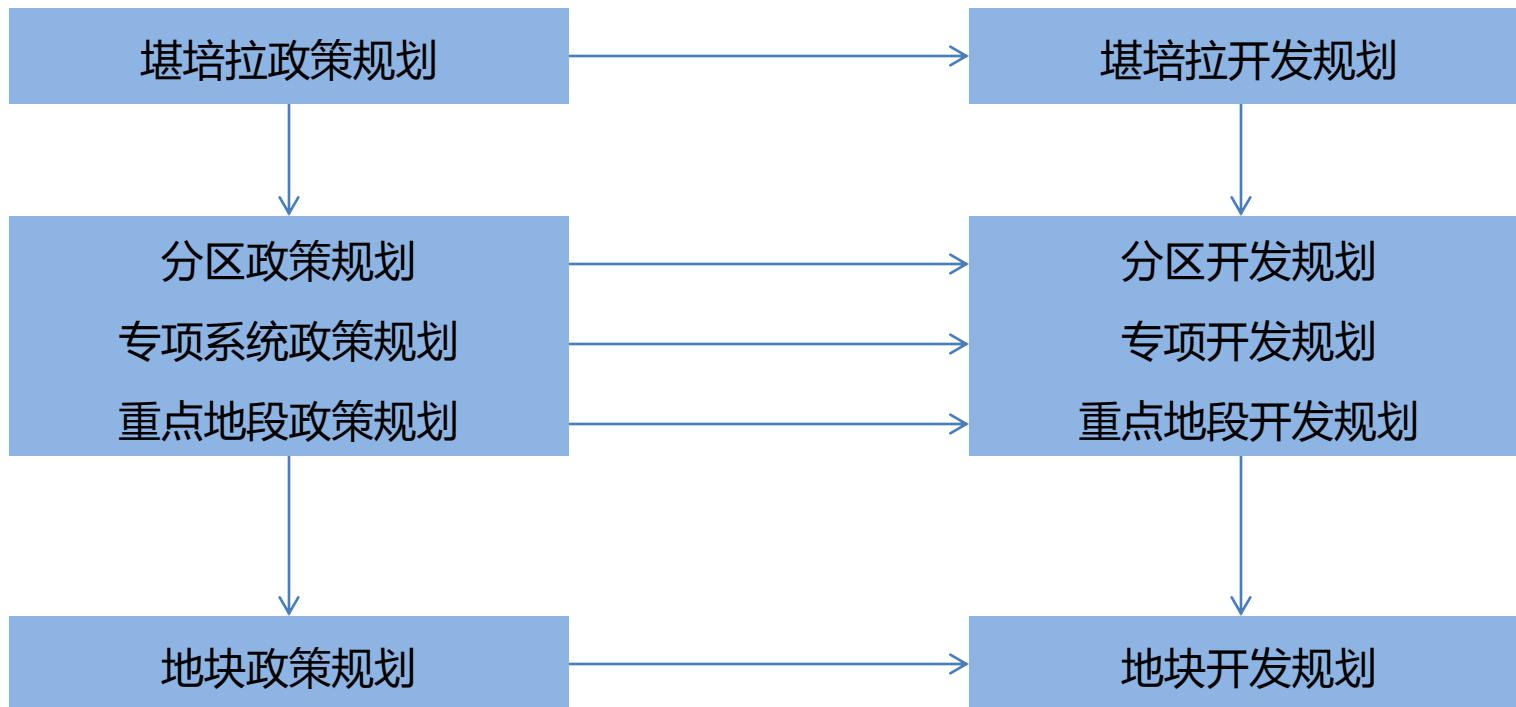 堪培拉政策规划
堪培拉开发规划
分区政策规划
分区开发规划
专项系统政策规划
专项开发规划
重点地段政策规划
重点地段开发规划
地块政策规划
地块开发规划